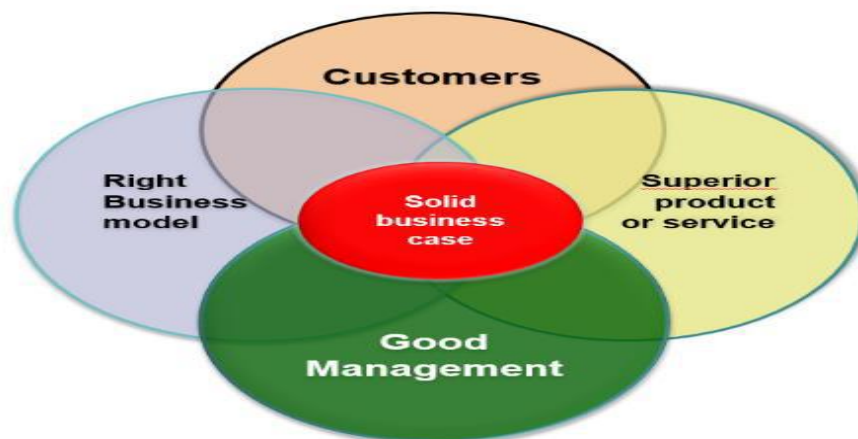 Customers
Right
Business
model
Solid
business
case
Superior
product
or service
Good
Management